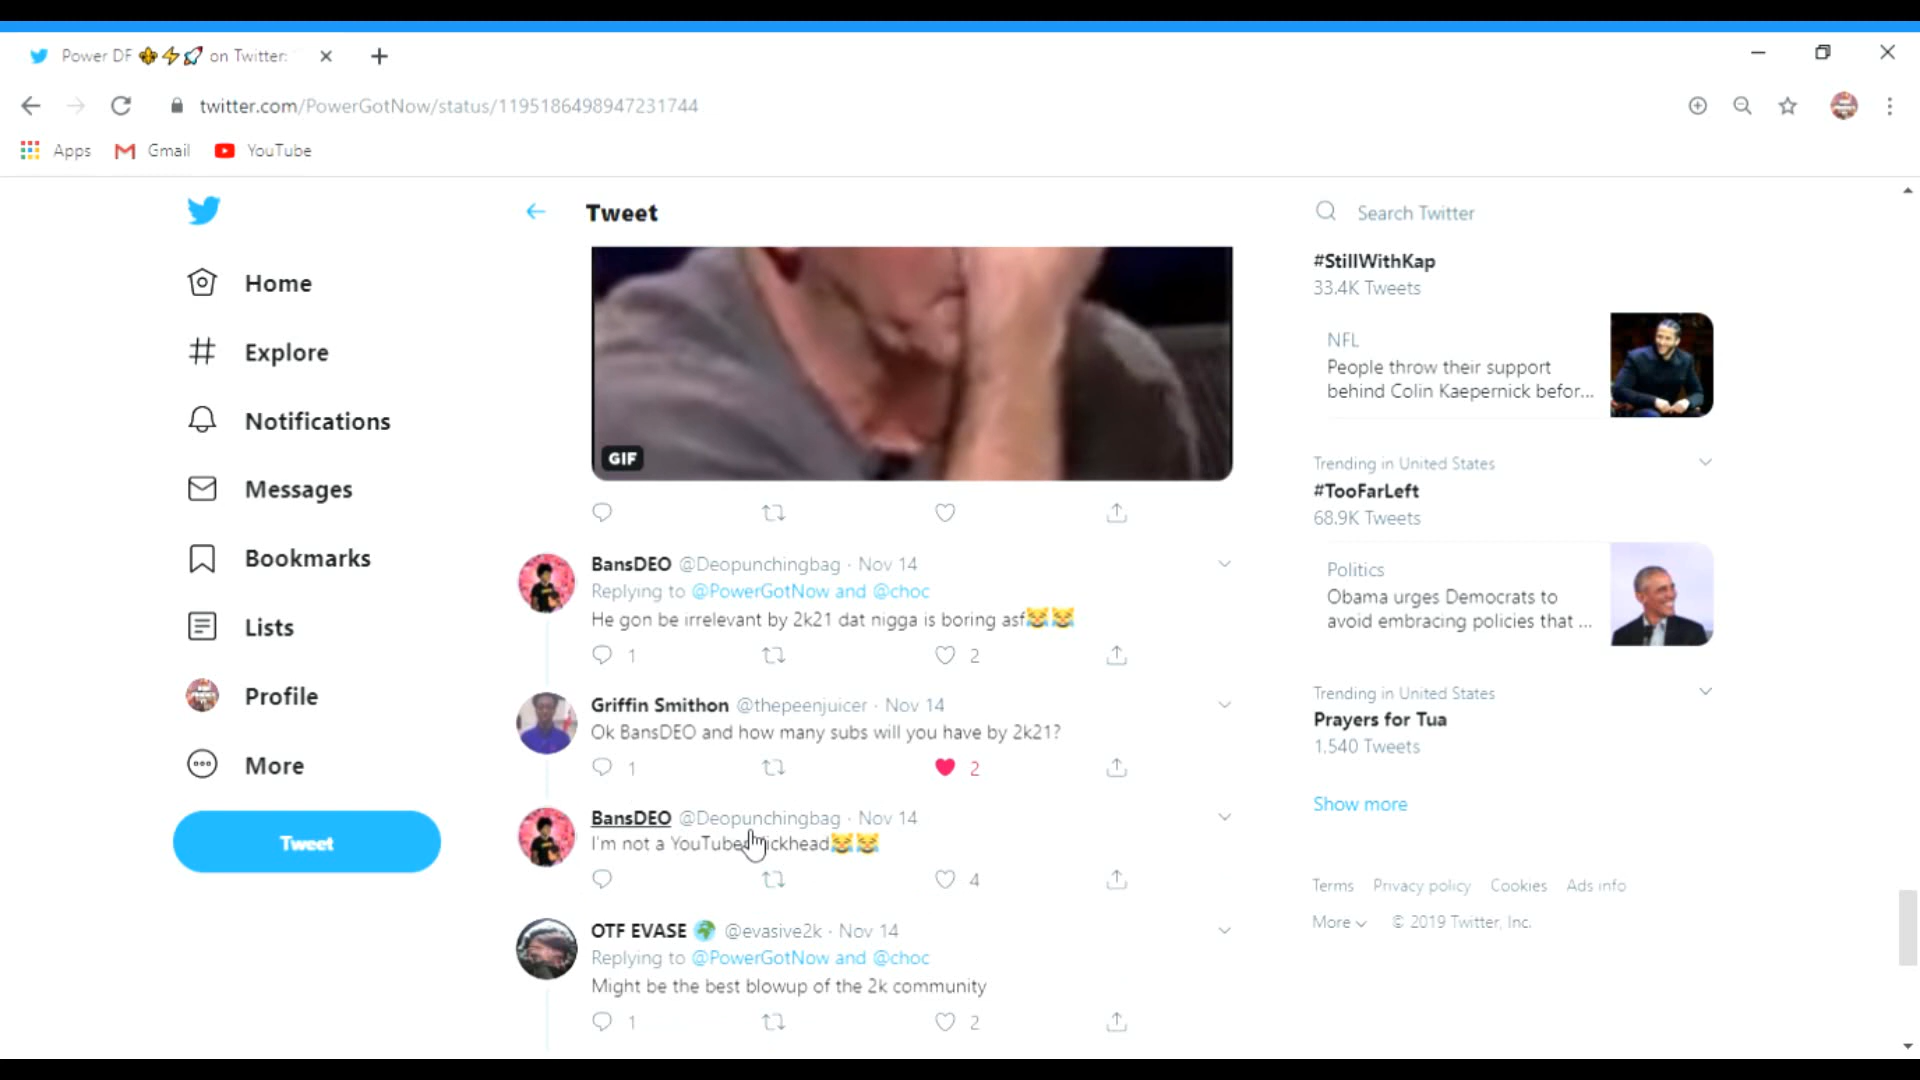 Power DF ⚜️⚡🚀 on Twitter:
twitter.com/PowerGotNow/status/1195186498947231744
Apps Gmail YouTube
Home
Explore
Notifications
Messages
Bookmarks
Lists
Profile
More
Tweet
Tweet
GIF
BansDEO @Deopunchingbag · Nov 14
Replying to @PowerGotNow and @choc
He gon be irrelevant by 2k21 dat nigga is boring asf😹😹
1 2
Griffin Smithon @thepeenjuicer · Nov 14
Ok BansDEO and how many subs will you have by 2k21?
1 2
BansDEO @Deopunchingbag · Nov 14
I'm not a YouTube ickhead😹😹
4
OTF EVASE 🌍 @evasive2k · Nov 14
Replying to @PowerGotNow and @choc
Might be the best blowup of the 2k community
1 2
Search Twitter
#StillWithKap
33.4K Tweets
NFL
People throw their support
behind Colin Kaepernick befor...
Trending in United States
#TooFarLeft
68.9K Tweets
Politics
Obama urges Democrats to
avoid embracing policies that ...
Trending in United States
Prayers for Tua
1,540 Tweets
Show more
Terms Privacy policy Cookies Ads info
More © 2019 Twitter, Inc.